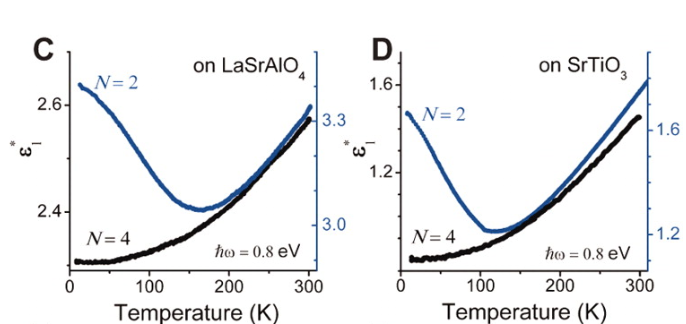 C
on LaSrAlO₄
N = 2
N = 4
ħω = 0.8 eV
ε₁*
2.6
2.4
3.3
3.0
0 100 200 300
Temperature (K)
D
on SrTiO₃
N = 2
N = 4
ħω = 0.8 eV
ε₁*
1.6
1.2
1.6
1.2
0 100 200 300
Temperature (K)